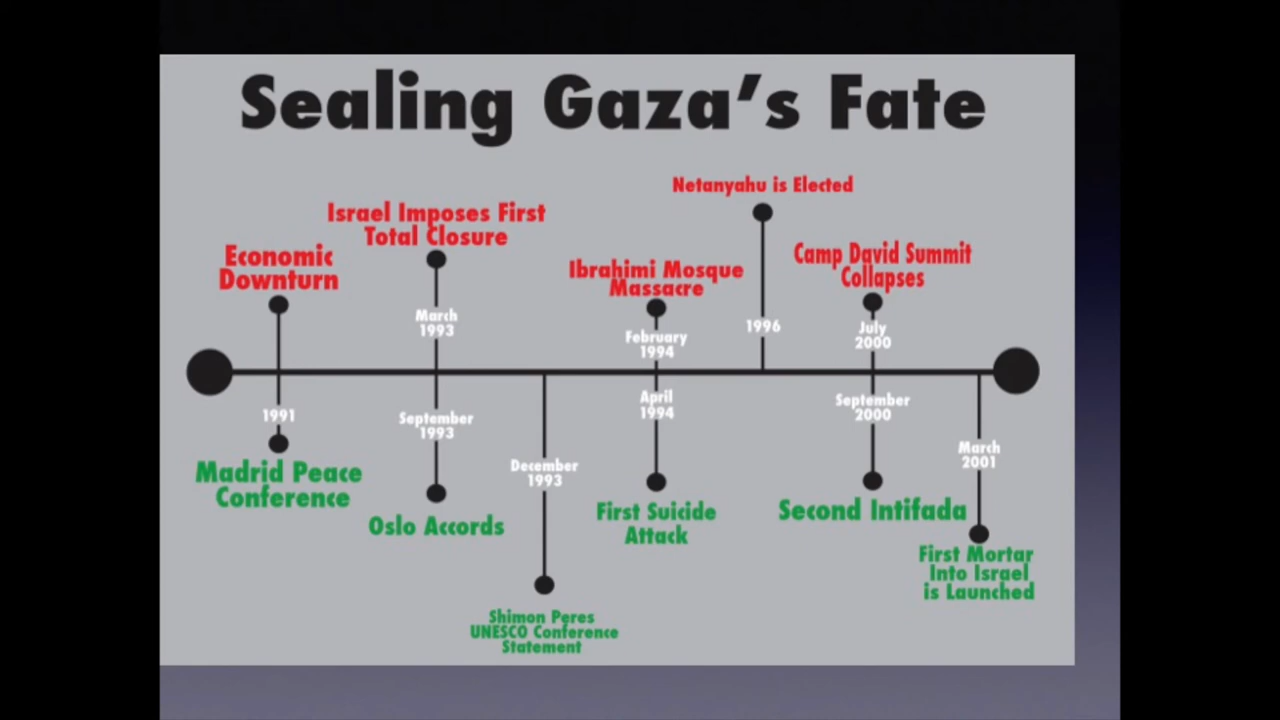 Sealing Gaza's Fate
Netanyahu is Elected
Israel Imposes First
Total Closure
Economic
Downturn
Ibrahimi Mosque
Massacre
Camp David Summit
Collapses
March
1993
February
1994
1996
July
2000
1991
September
1993
December
1993
April
1994
September
2000
March
2001
Madrid Peace
Conference
Oslo Accords
Shimon Peres
UNESCO Conference
Statement
First Suicide
Attack
Second Intifada
First Mortar
Into Israel
is Launched